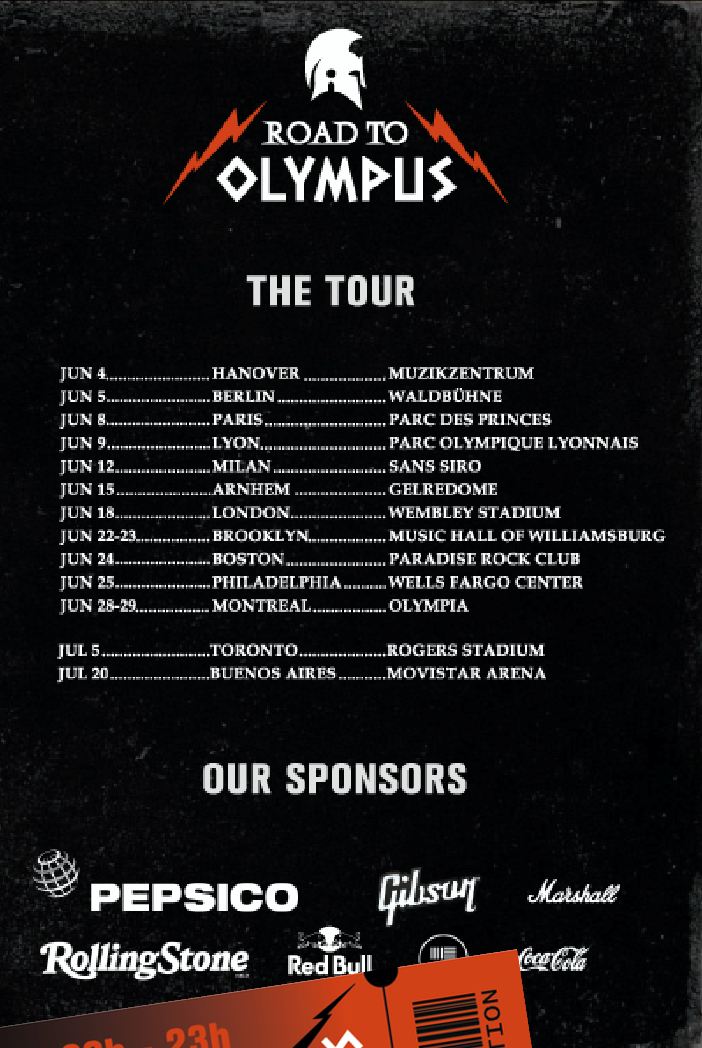 ROAD TO
OLYMPUS
THE TOUR
JUN 4........................HANOVER ..................MUZIKZENTRUM
JUN 5........................BERLIN........................WALDBÜHNE
JUN 8........................PARIS...........................PARC DES PRINCES
JUN 9........................LYON............................PARC OLYMPIQUE LYONNAIS
JUN 12......................MILAN.........................SANS SIRO
JUN 15......................ARNHEM ....................GELREDOME
JUN 18......................LONDON.....................WEMBLEY STADIUM
JUN 22-23.................BROOKLYN.................MUSIC HALL OF WILLIAMSBURG
JUN 24......................BOSTON......................PARADISE ROCK CLUB
JUN 25......................PHILADELPHIA..........WELLS FARGO CENTER
JUN 28-29.................MONTREAL................OLYMPIA
JUL 5.........................TORONTO...................ROGERS STADIUM
JUL 20.......................BUENOS AIRES...........MOVISTAR ARENA
OUR SPONSORS
PEPSICO Gibson Marshall
RollingStone Red Bull Coca Cola
23h